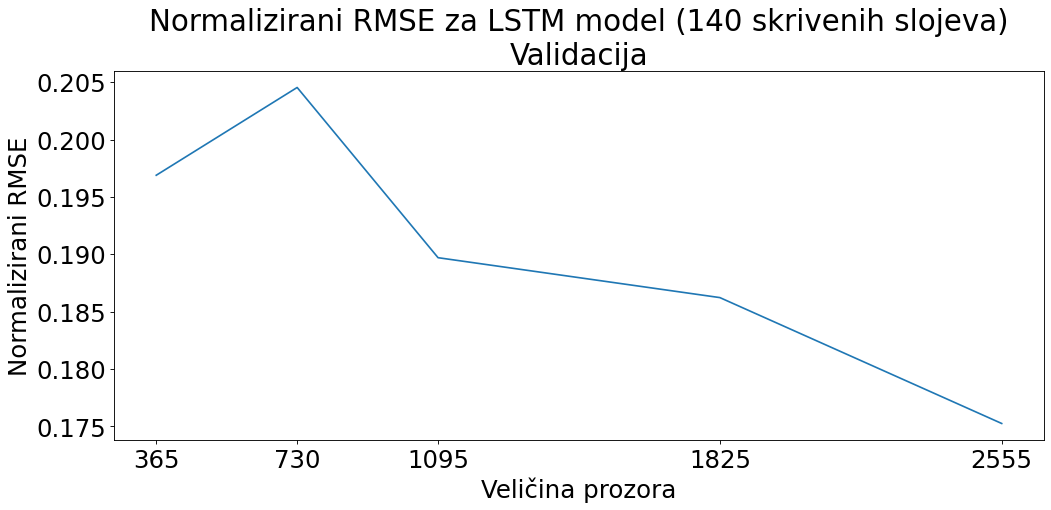 Normalizirani RMSE za LSTM model (140 skrivenih slojeva)
Validacija
Normalizirani RMSE
0.205
0.200
0.195
0.190
0.185
0.180
0.175
365 730 1095 1825 2555
Veličina prozora